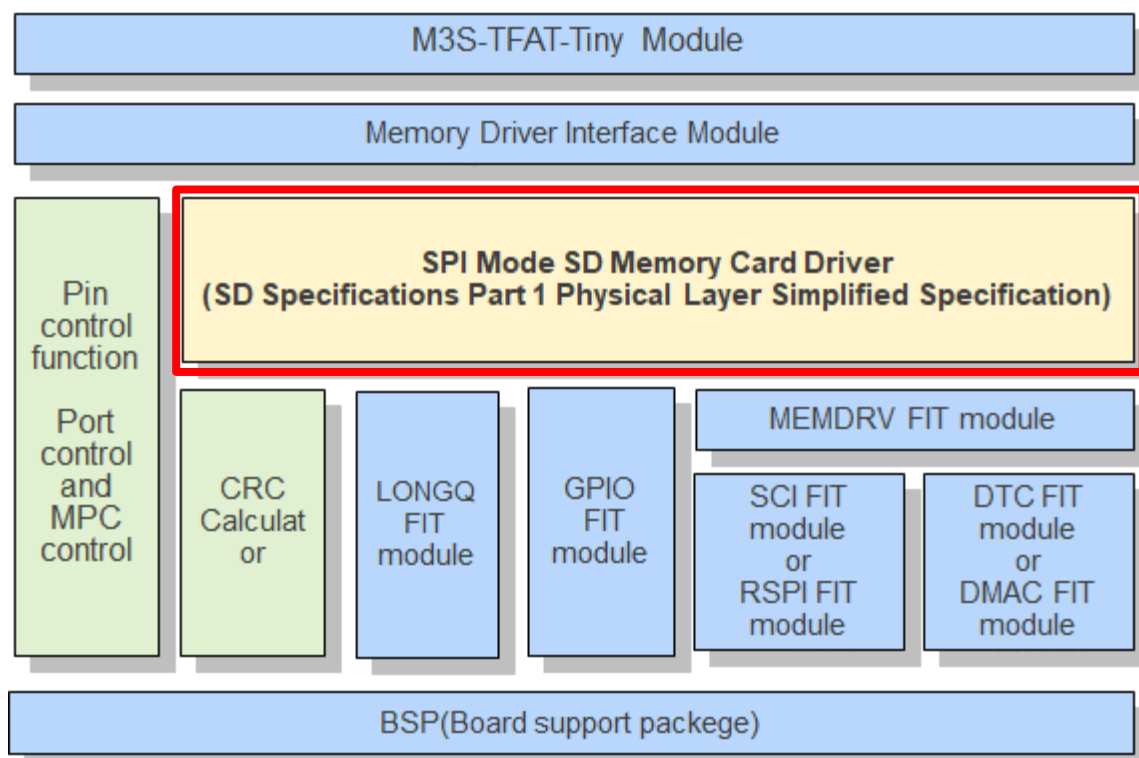 M3S-TFAT-Tiny Module
Memory Driver Interface Module
Pin
control
function
Port
control
and
MPC
control
SPI Mode SD Memory Card Driver
(SD Specifications Part 1 Physical Layer Simplified Specification)
CRC
Calculat
or
LONGQ
FIT
module
GPIO
FIT
module
MEMDRV FIT module
SCI FIT
module
or
RSPI FIT
module
DTC FIT
module
or
DMAC FIT
module
BSP(Board support packege)